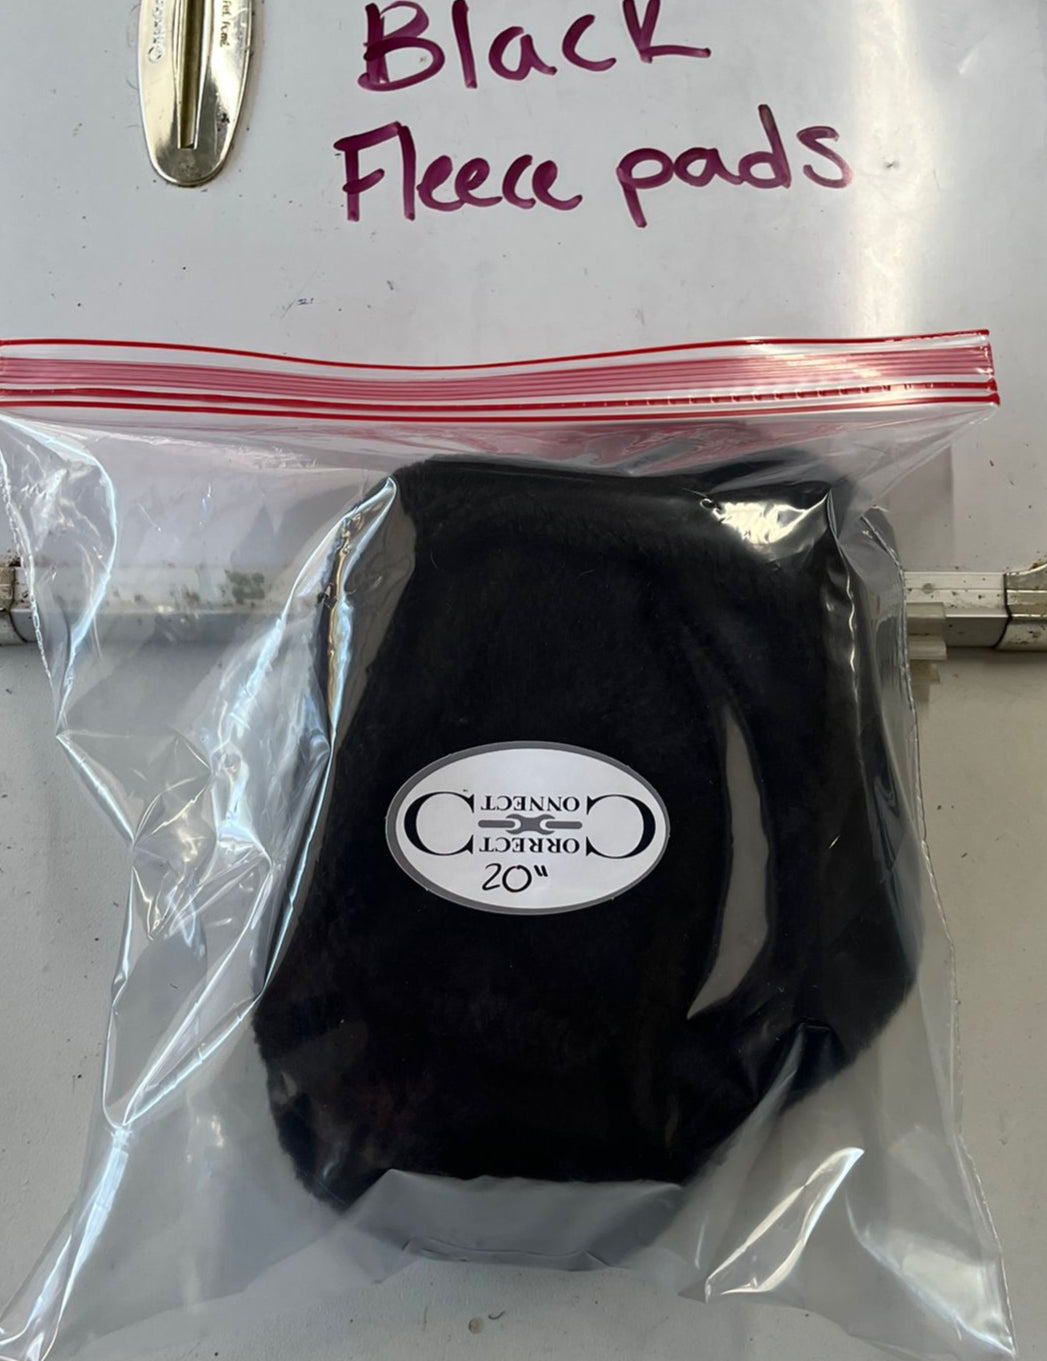 Black
Fleece pads
CORRECT
CONNECT
20"